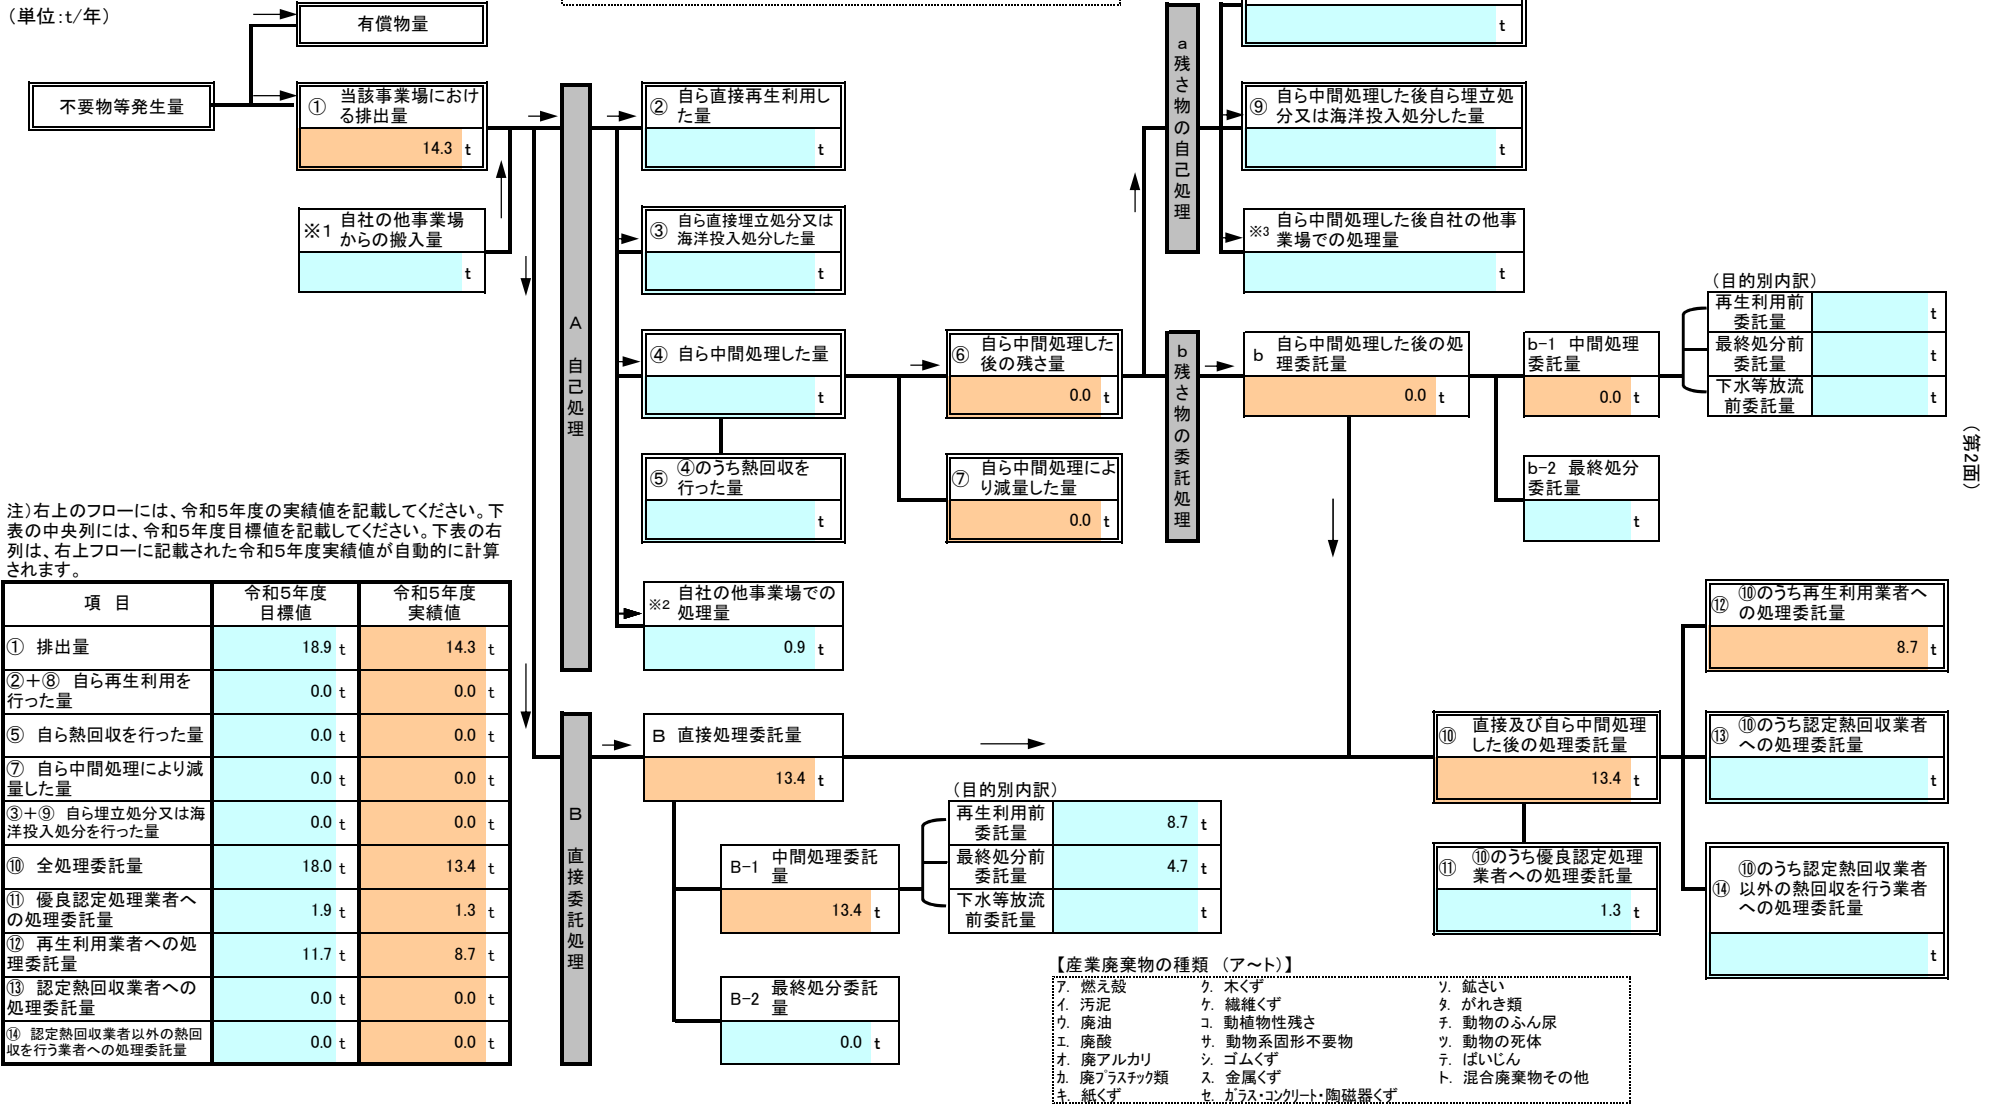 （単位:t/年）
有償物量
不要物等発生量
① 当該事業場におけ
る排出量
14.3 t
※1 自社の他事業場
からの搬入量
t
A 自己処理
② 自ら直接再生利用し
た量
t
③ 自ら直接埋立処分又は
海洋投入処分した量
t
④ 自ら中間処理した量
t
⑤ ④のうち熱回収を
行った量
t
※2 自社の他事業場での
処理量
0.9 t
⑥ 自ら中間処理した
後の残さ量
0.0 t
⑦ 自ら中間処理によ
り減量した量
0.0 t
a 残さ物の自己処理
t
⑨ 自ら中間処理した後自ら埋立処
分又は海洋投入処分した量
t
※3 自ら中間処理した後自社の他事
業場での処理量
t
b 残さ物の委託処理
b 自ら中間処理した後の処
理委託量
0.0 t
b-1 中間処理
委託量
0.0 t
b-2 最終処分
委託量
t
（目的別内訳）
再生利用前
委託量
t
最終処分前
委託量
t
下水等放流
前委託量
t
（第2面）
注）右上のフローには、令和5年度の実績値を記載してください。下
表の中央列には、令和5年度目標値を記載してください。下表の右
列は、右上フローに記載された令和5年度実績値が自動的に計算
されます。
項 目 令和5年度
目標値 令和5年度
実績値
① 排出量 18.9 t 14.3 t
②＋⑧ 自ら再生利用を
行った量 0.0 t 0.0 t
⑤ 自ら熱回収を行った量 0.0 t 0.0 t
⑦ 自ら中間処理により減
量した量 0.0 t 0.0 t
③＋⑨ 自ら埋立処分又は海
洋投入処分を行った量 0.0 t 0.0 t
⑩ 全処理委託量 18.0 t 13.4 t
⑪ 優良認定処理業者へ
の処理委託量 1.9 t 1.3 t
⑫ 再生利用業者への処
理委託量 11.7 t 8.7 t
⑬ 認定熱回収業者への
処理委託量 0.0 t 0.0 t
⑭ 認定熱回収業者以外の熱回
収を行う業者への処理委託量 0.0 t 0.0 t
B 直接委託処理
B 直接処理委託量
13.4 t
B-1 中間処理委託
量
13.4 t
B-2 最終処分委託
量
0.0 t
（目的別内訳）
再生利用前
委託量
8.7 t
最終処分前
委託量
4.7 t
下水等放流
前委託量
t
⑩ 直接及び自ら中間処理
した後の処理委託量
13.4 t
⑪ ⑩のうち優良認定処理
業者への処理委託量
1.3 t
⑫ ⑩のうち再生利用業者へ
の処理委託量
8.7 t
⑬ ⑩のうち認定熱回収業者
への処理委託量
t
⑭ ⑩のうち認定熱回収業者
以外の熱回収を行う業者
への処理委託量
t
【産業廃棄物の種類 （ア～ト）】
ア. 燃え殻 ク. 木くず ソ. 鉱さい
イ. 汚泥 ケ. 繊維くず タ. がれき類
ウ. 廃油 コ. 動植物性残さ チ. 動物のふん尿
エ. 廃酸 サ. 動物系固形不要物 ツ. 動物の死体
オ. 廃アルカリ シ. ゴムくず テ. ばいじん
カ. 廃プラスチック類 ス. 金属くず ト. 混合廃棄物その他
キ. 紙くず セ. ガラス・コンクリート・陶磁器くず